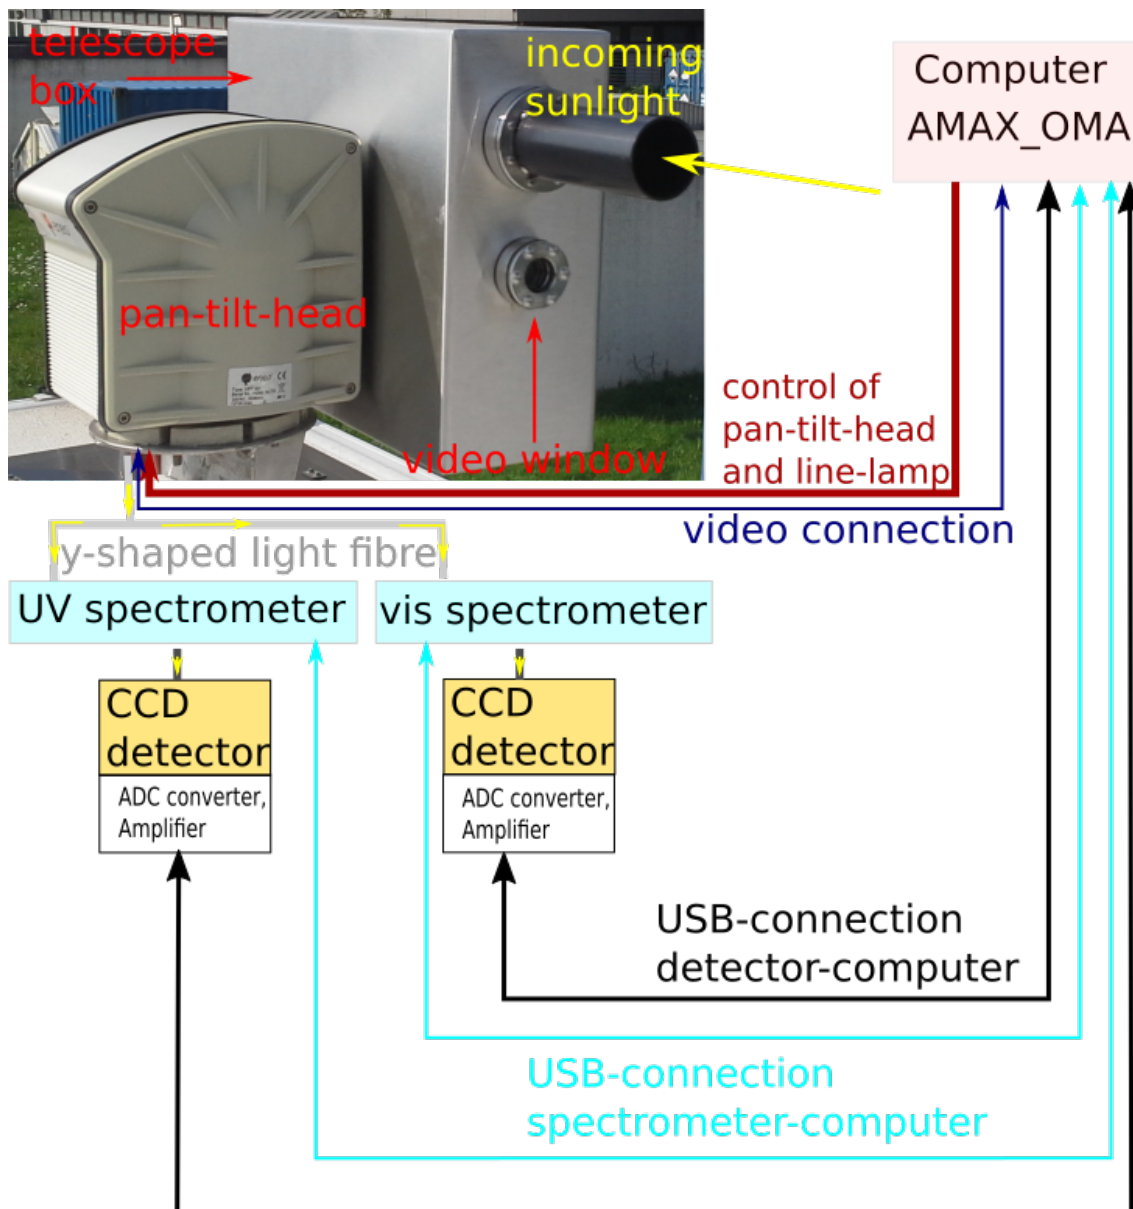 telescope
box
incoming
sunlight
Computer
AMAX_OMA
pan-tilt-head
video window
control of
pan-tilt-head
and line-lamp
video connection
y-shaped light fibre
UV spectrometer
vis spectrometer
CCD
detector
ADC converter,
Amplifier
CCD
detector
ADC converter,
Amplifier
USB-connection
detector-computer
USB-connection
spectrometer-computer